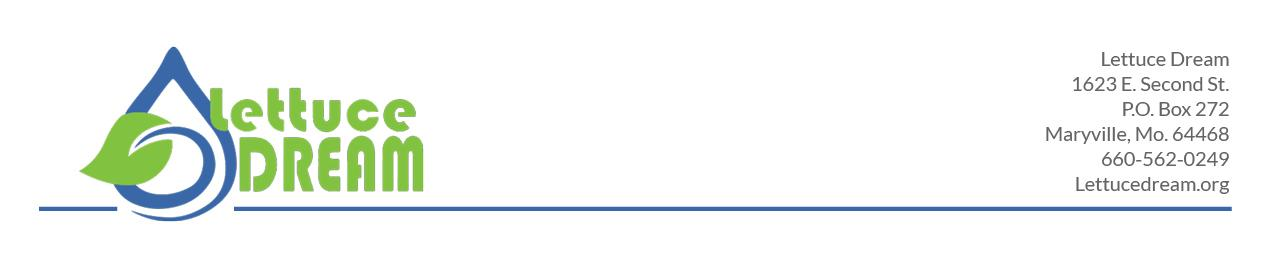 Lettuce
DREAM
Lettuce Dream
1623 E. Second St.
P.O. Box 272
Maryville, Mo. 64468
660-562-0249
Lettucedream.org